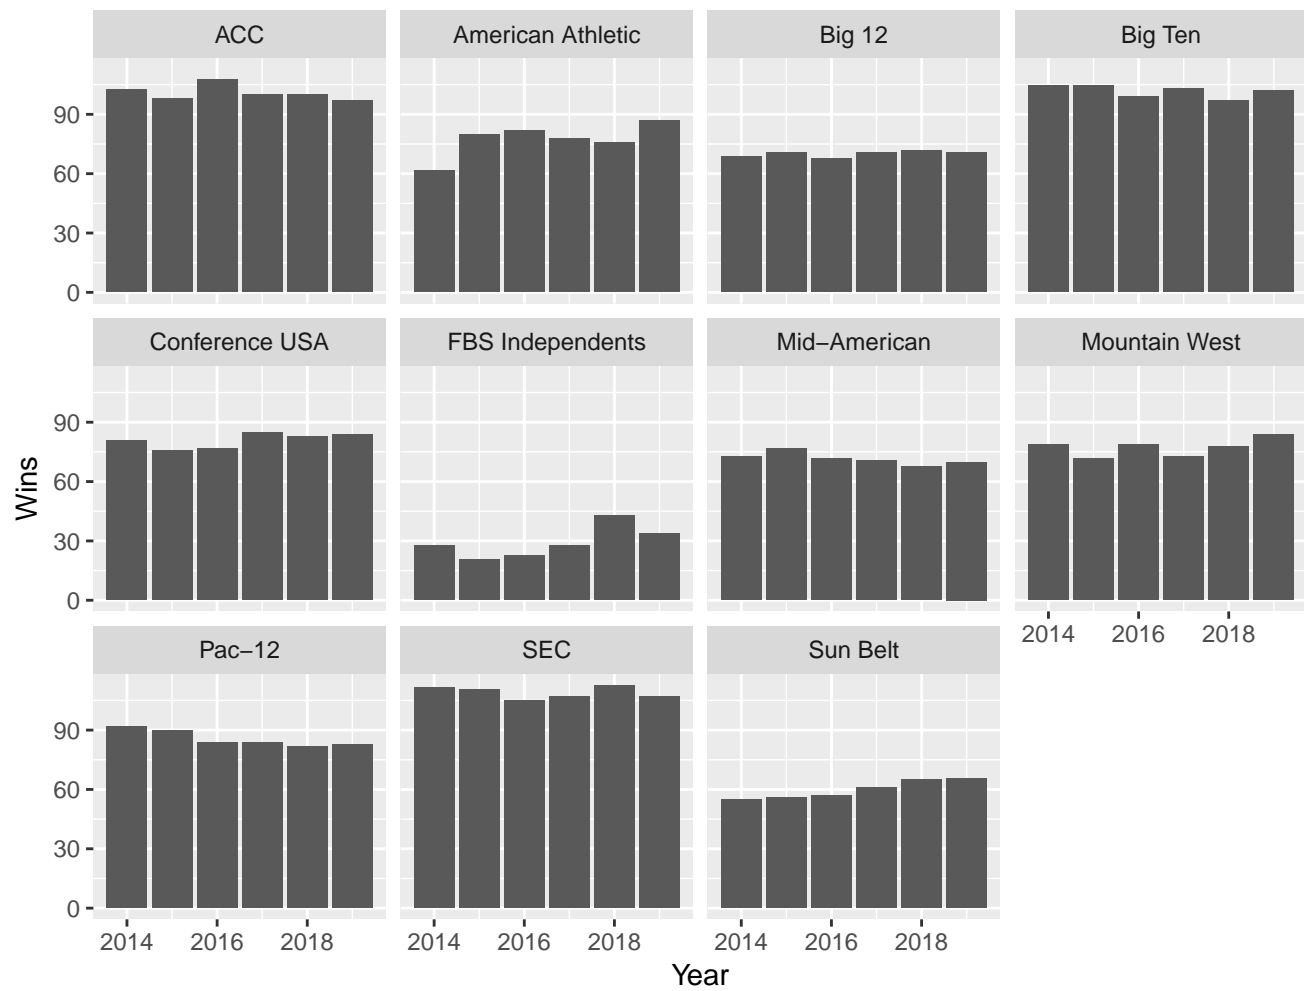 ACC American Athletic Big 12 Big Ten
90
60
30
0
Conference USA FBS Independents Mid−American Mountain West
90
60
30
0
2014 2016 2018
Pac−12 SEC Sun Belt
90
60
30
0
2014 2016 2018 2014 2016 2018 2014 2016 2018
Year
Wins